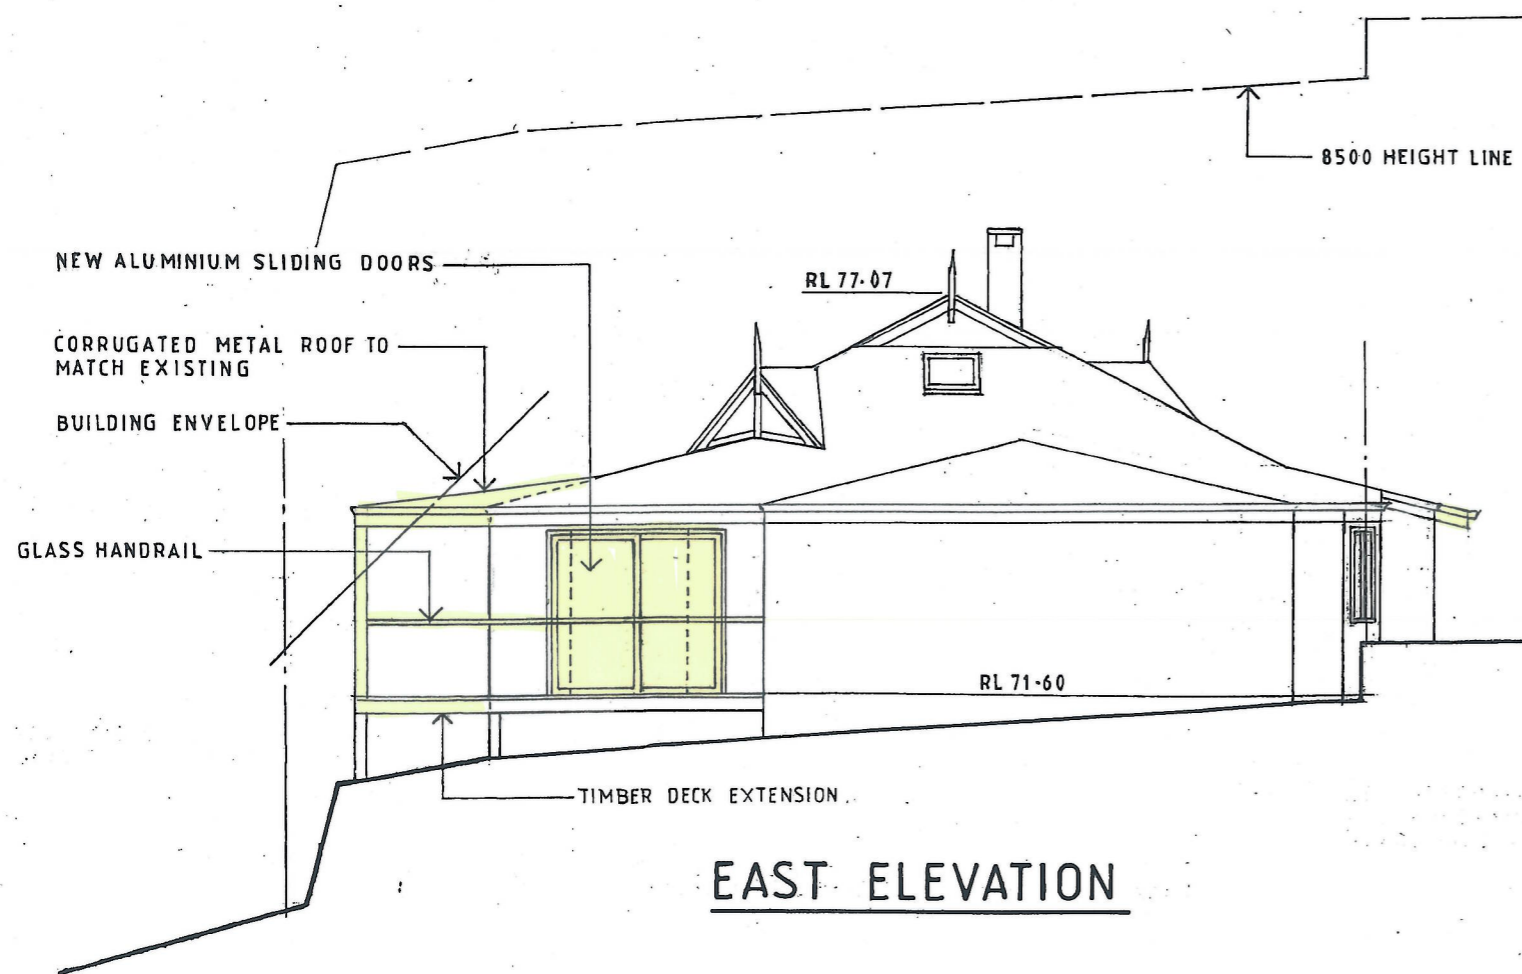 8500 HEIGHT LINE
NEW ALUMINIUM SLIDING DOORS
RL 77·07
CORRUGATED METAL ROOF TO
MATCH EXISTING
BUILDING ENVELOPE
GLASS HANDRAIL
RL 71·60
TIMBER DECK EXTENSION
EAST ELEVATION